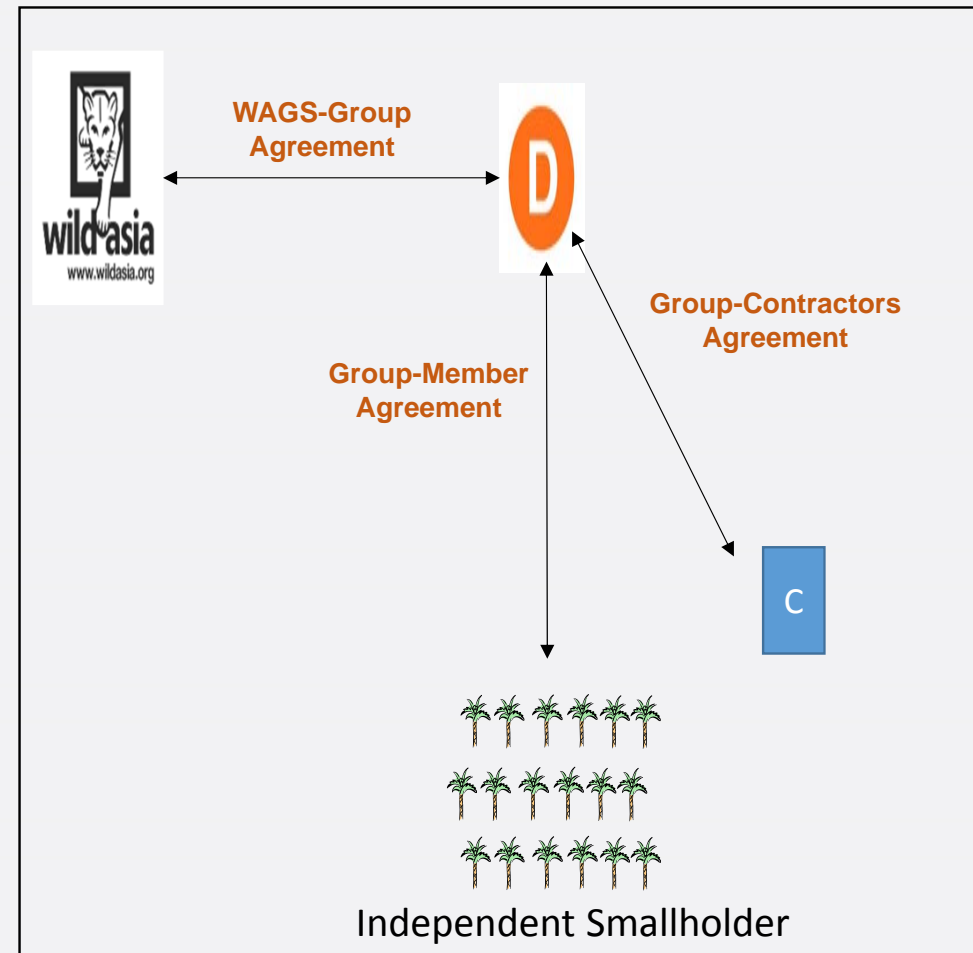 WAGS-Group
Agreement
D
wild asia
www.wildasia.org
Group-Contractors
Agreement
Group-Member
Agreement
C
Independent Smallholder